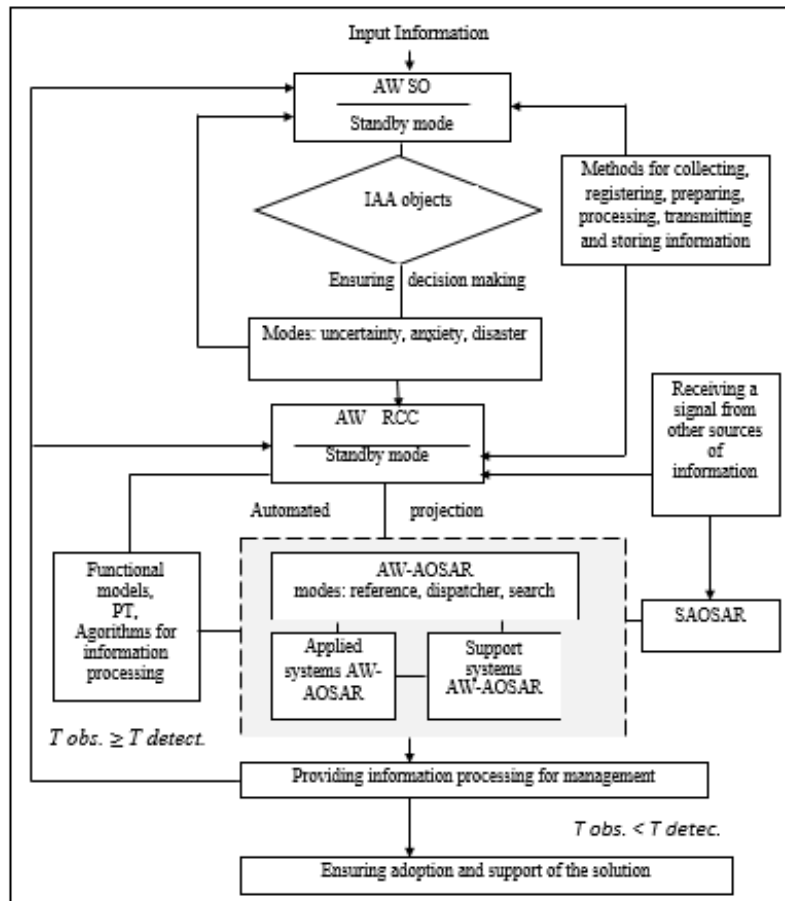 Input Information
AW SO
Standby mode
IAA objects
Methods for collecting,
registering, preparing,
processing, transmitting
and storing information
Ensuring decision making
Modes: uncertainty, anxiety, disaster
Receiving a
signal from
other sources
of
information
AW RCC
Standby mode
Automated projection
Functional
models,
PT,
Agorithms for
information
processing
AW-AOSAR
modes: reference, dispatcher, search
Applied
systems AW-
AOSAR
Support
systems
AW-AOSAR
SAOSAR
T obs. ≥ T detect.
Providing information processing for management
T obs. < T detec.
Ensuring adoption and support of the solution